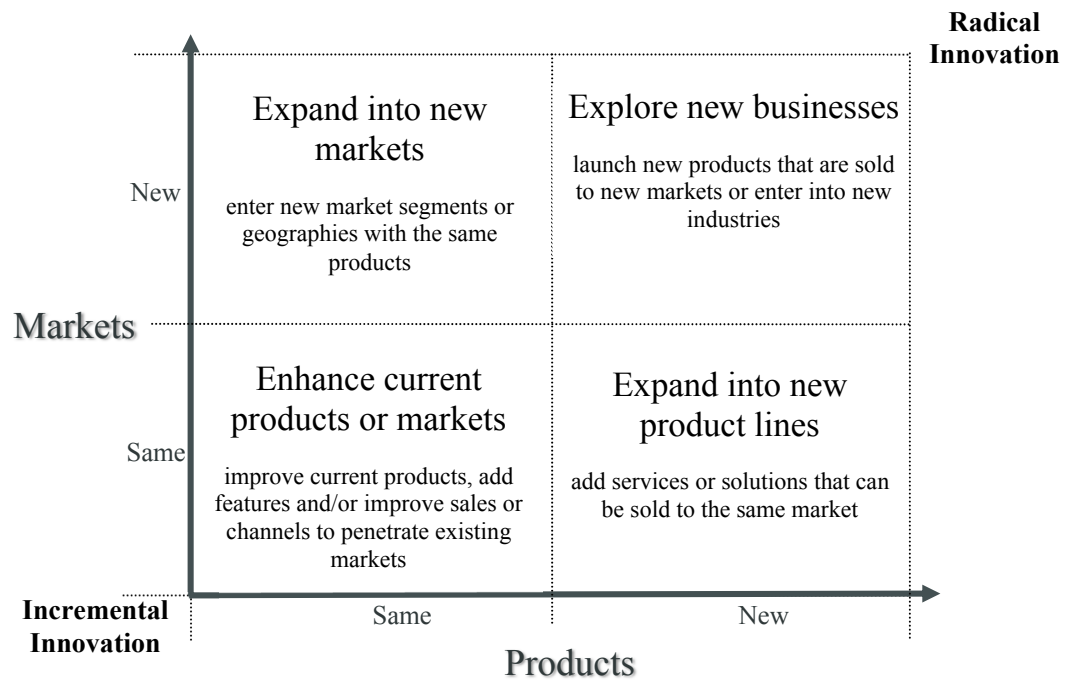 Radical
Innovation
Expand into new
markets
enter new market segments or
geographies with the same
products
Explore new businesses
launch new products that are sold
to new markets or enter into new
industries
New
Markets
Enhance current
products or markets
improve current products, add
features and/or improve sales or
channels to penetrate existing
markets
Expand into new
product lines
add services or solutions that can
be sold to the same market
Same
Incremental
Innovation
Same
New
Products